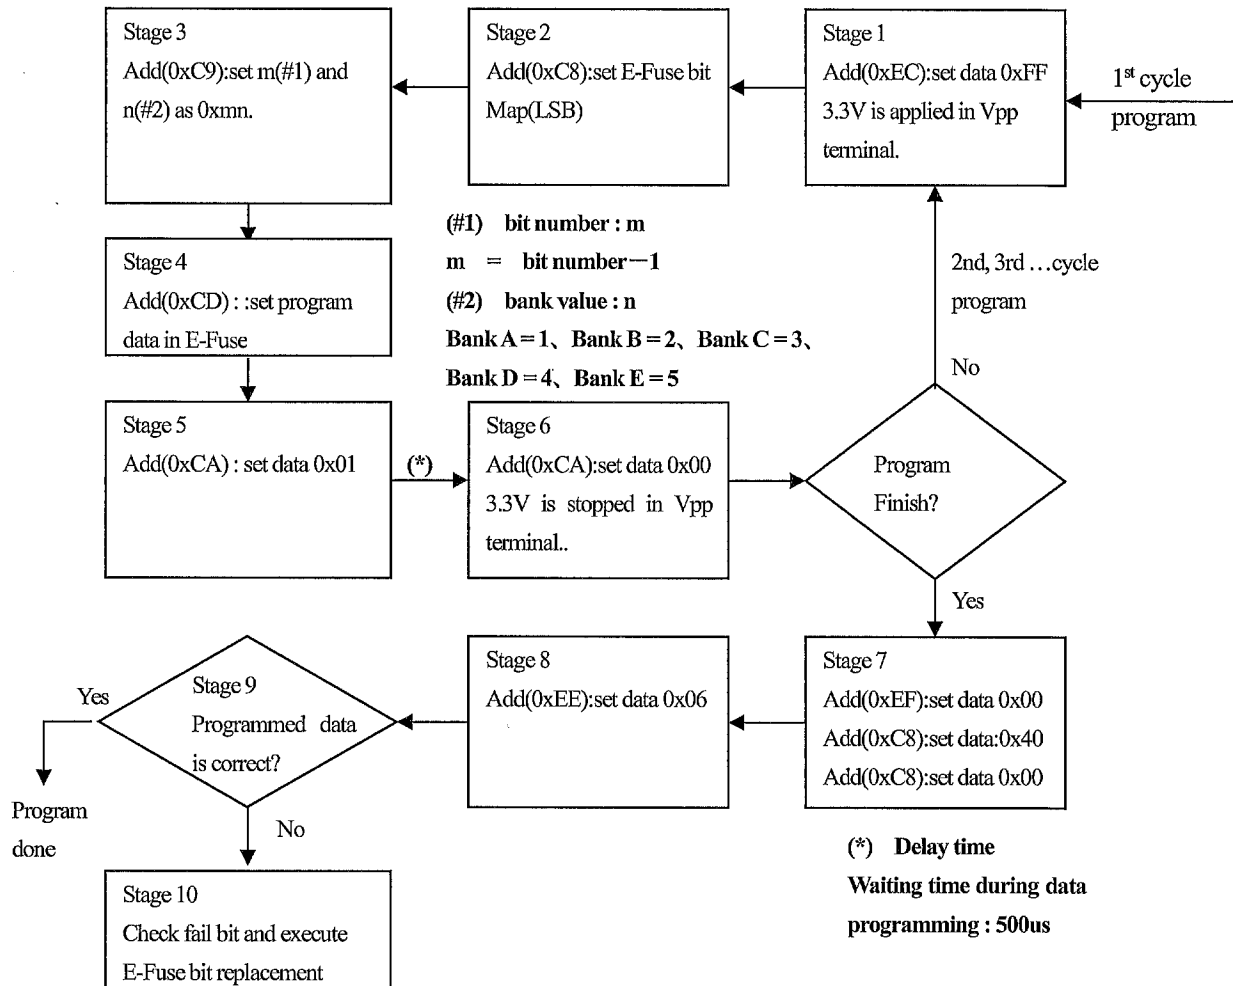 Stage 3
Add(0xC9):set m(#1) and
n(#2) as 0xmn.
Stage 2
Add(0xC8):set E-Fuse bit
Map(LSB)
Stage 1
Add(0xEC):set data 0xFF
3.3V is applied in Vpp
terminal.
1st cycle
program
(#1) bit number : m
m = bit number－1
(#2) bank value : n
Bank A = 1、Bank B = 2、Bank C = 3、
Bank D = 4、Bank E = 5
2nd, 3rd …cycle
program
No
Stage 4
Add(0xCD) : :set program
data in E-Fuse
Stage 5
Add(0xCA) : set data 0x01
(*)
Stage 6
Add(0xCA):set data 0x00
3.3V is stopped in Vpp
terminal..
Program
Finish?
Yes
Stage 7
Add(0xEF):set data 0x00
Add(0xC8):set data:0x40
Add(0xC8):set data 0x00
Stage 8
Add(0xEE):set data 0x06
Stage 9
Programmed data
is correct?
Yes
Program
done
No
Stage 10
Check fail bit and execute
E-Fuse bit replacement
(*) Delay time
Waiting time during data
programming : 500us